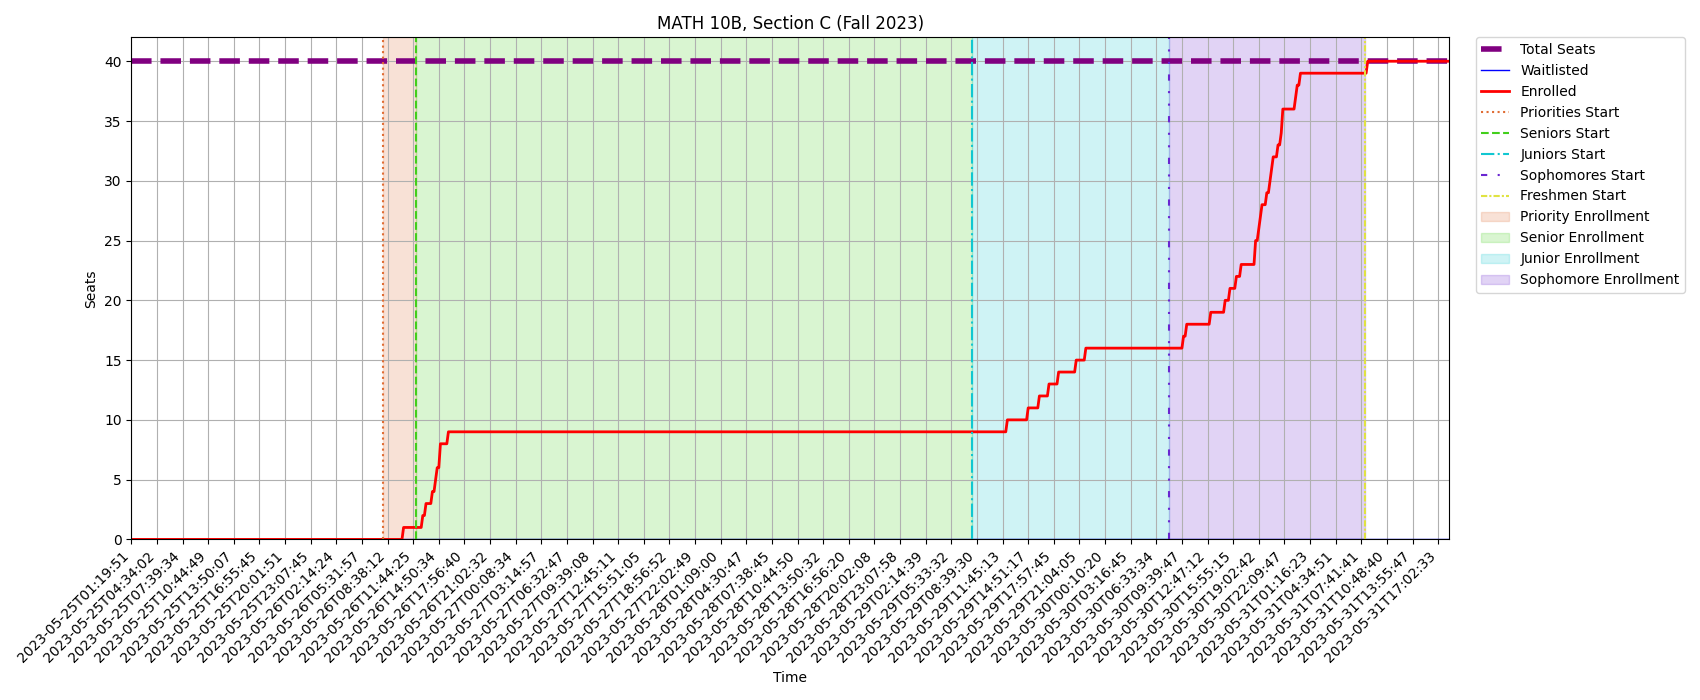 MATH 10B, Section C (Fall 2023)
Total Seats
Waitlisted
Enrolled
Priorities Start
Seniors Start
Juniors Start
Sophomores Start
Freshmen Start
Priority Enrollment
Senior Enrollment
Junior Enrollment
Sophomore Enrollment
Seats
40
35
30
25
20
15
10
5
0
2023-05-25T01:19:51
2023-05-25T04:34:02
2023-05-25T07:39:34
2023-05-25T10:44:49
2023-05-25T13:50:07
2023-05-25T16:55:45
2023-05-25T20:01:51
2023-05-25T23:07:45
2023-05-26T02:14:24
2023-05-26T05:31:57
2023-05-26T08:38:12
2023-05-26T11:44:25
2023-05-26T14:50:34
2023-05-26T17:56:40
2023-05-26T21:02:32
2023-05-27T00:08:34
2023-05-27T03:14:57
2023-05-27T06:32:47
2023-05-27T09:39:08
2023-05-27T12:45:11
2023-05-27T15:51:05
2023-05-27T18:56:52
2023-05-27T22:02:49
2023-05-28T01:09:00
2023-05-28T04:30:47
2023-05-28T07:38:45
2023-05-28T10:44:50
2023-05-28T13:50:32
2023-05-28T16:56:20
2023-05-28T20:02:08
2023-05-28T23:07:58
2023-05-29T02:14:39
2023-05-29T05:33:32
2023-05-29T08:39:30
2023-05-29T11:45:13
2023-05-29T14:51:17
2023-05-29T17:57:45
2023-05-29T21:04:05
2023-05-30T00:10:20
2023-05-30T03:16:45
2023-05-30T06:33:34
2023-05-30T09:39:47
2023-05-30T12:47:12
2023-05-30T15:55:15
2023-05-30T19:02:42
2023-05-30T22:09:47
2023-05-31T01:16:23
2023-05-31T04:34:51
2023-05-31T07:41:41
2023-05-31T10:48:40
2023-05-31T13:55:47
2023-05-31T17:02:33
Time